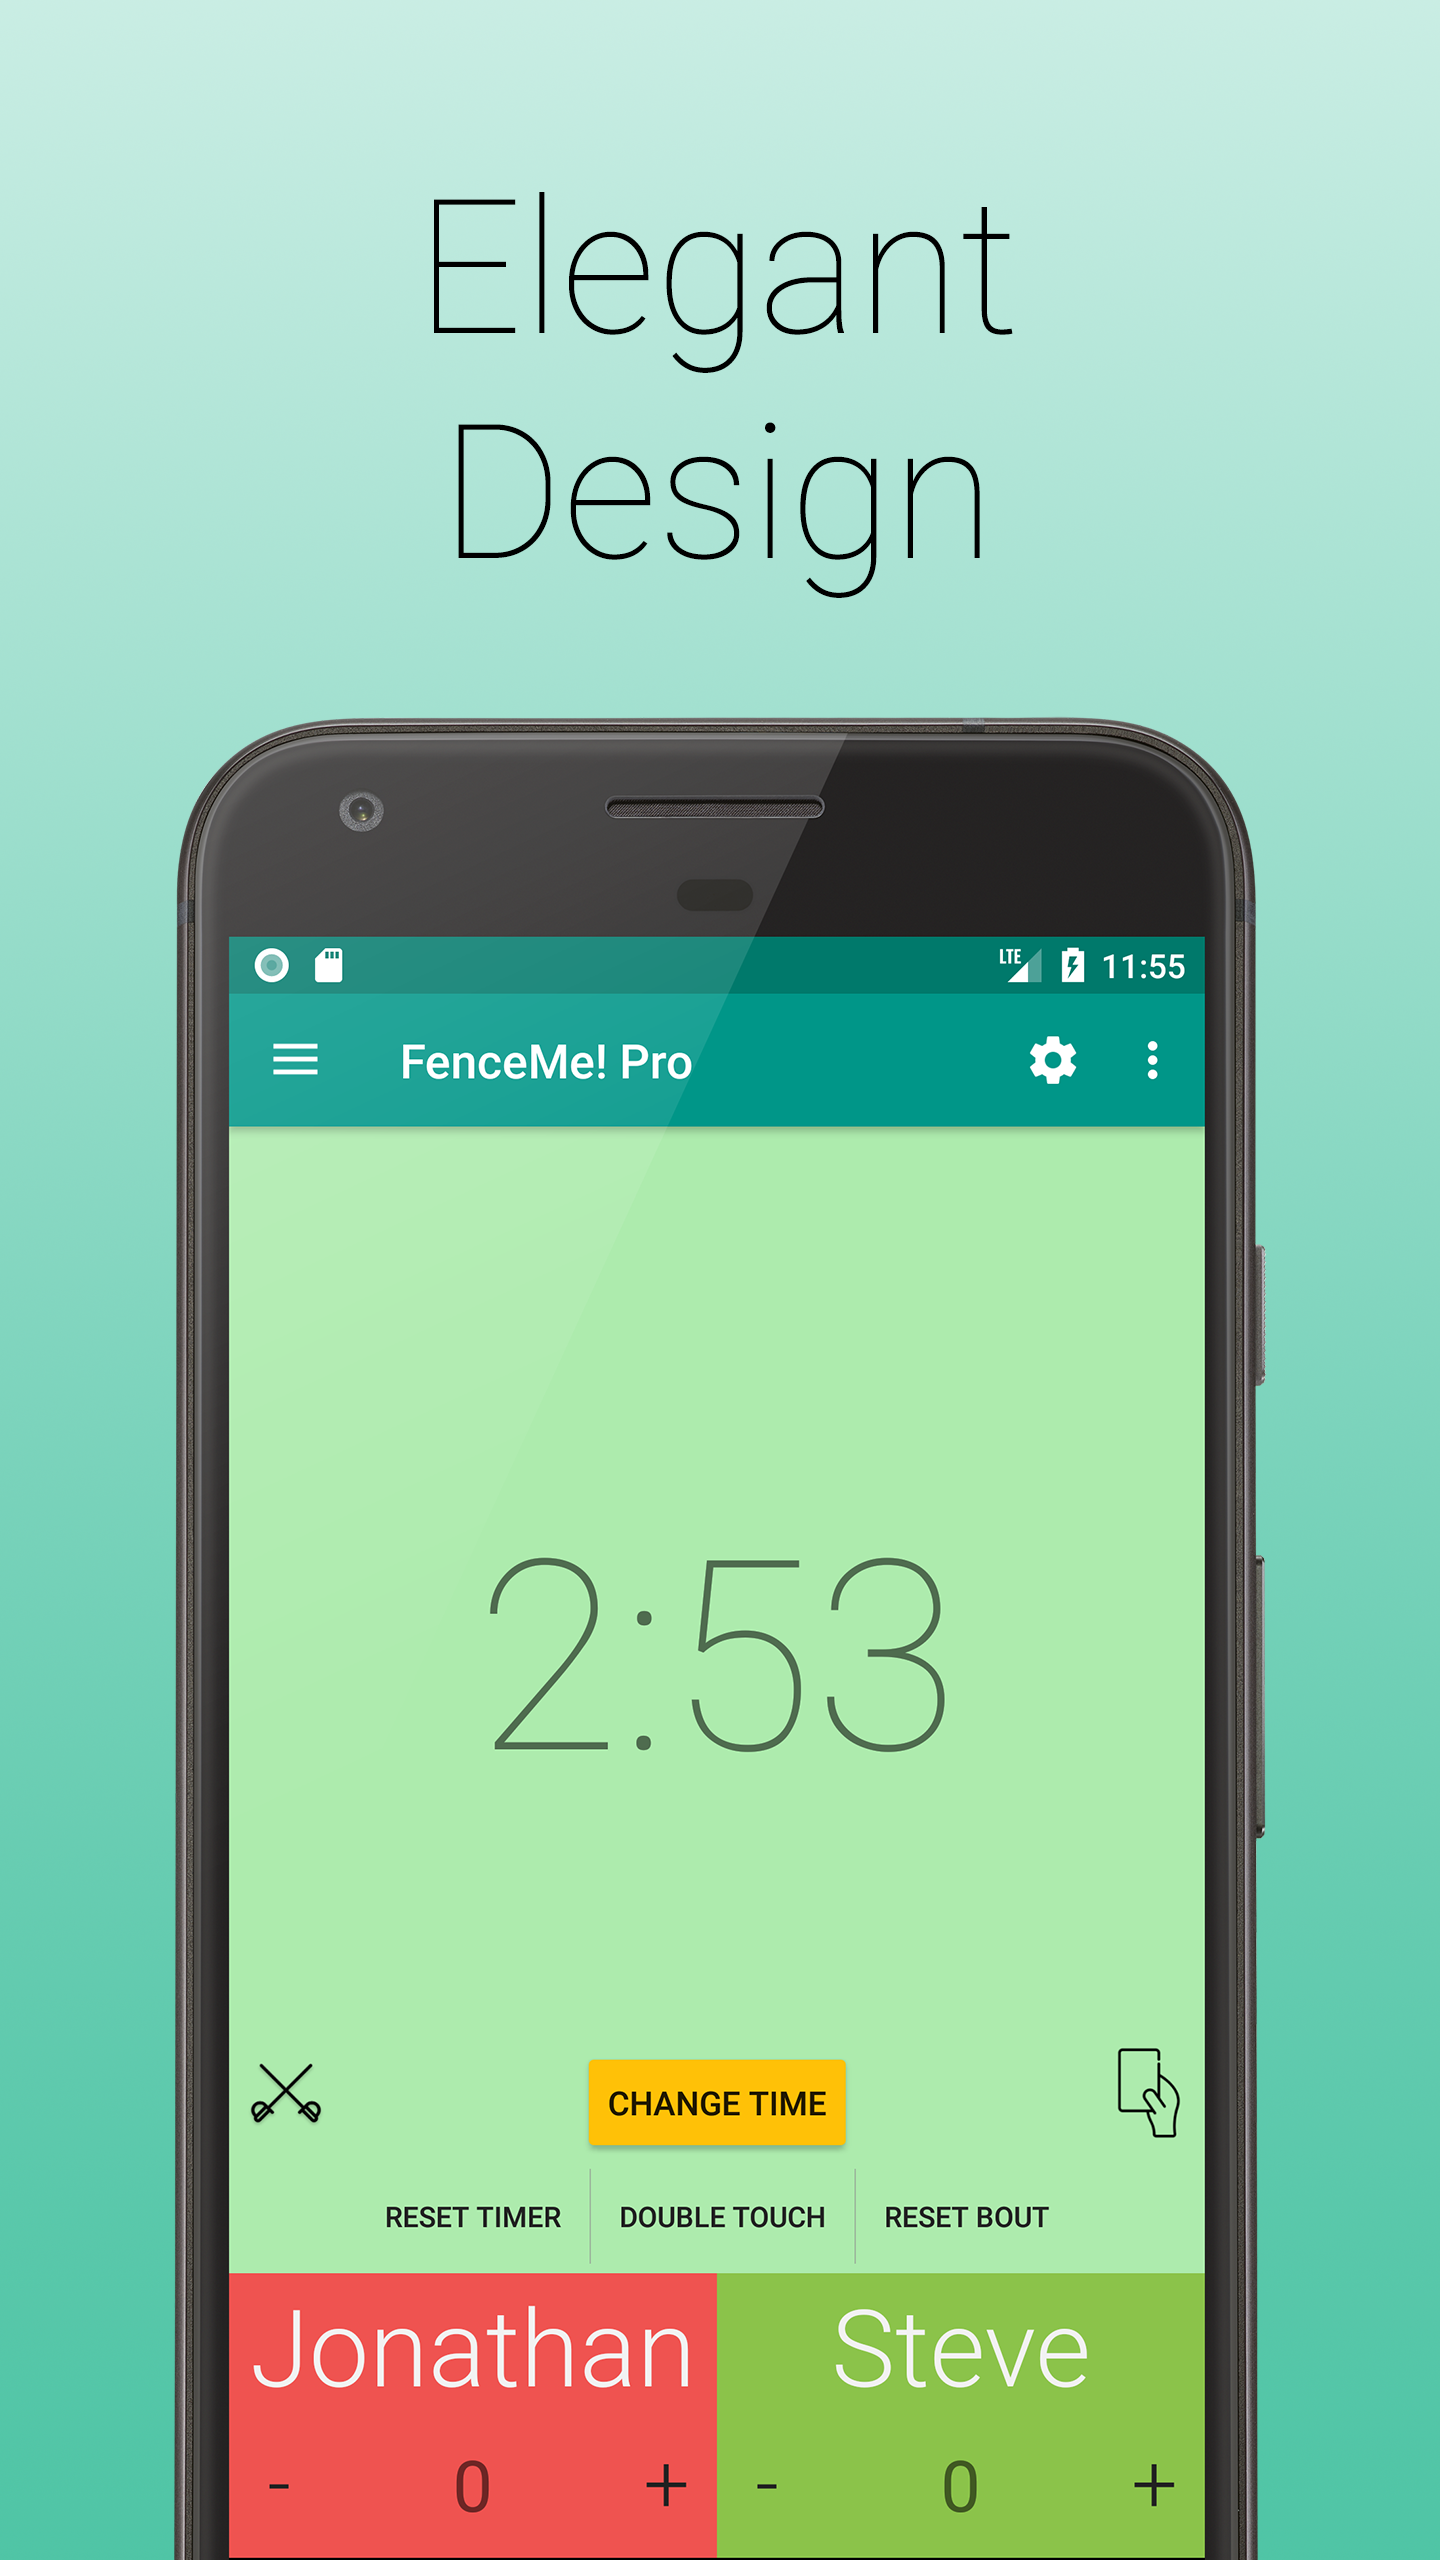 Elegant
Design
LTE 11:55
FenceMe! Pro
2:53
CHANGE TIME
RESET TIMER DOUBLE TOUCH RESET BOUT
Jonathan Steve
- 0 + - 0 +